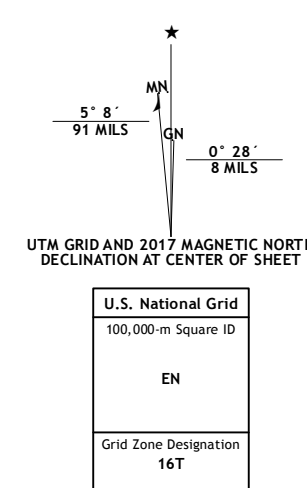 ★
MN
5° 8´
91 MILS
GN
0° 28´
8 MILS
UTM GRID AND 2017 MAGNETIC NORT
DECLINATION AT CENTER OF SHEET
U.S. National Grid
100,000-m Square ID
EN
Grid Zone Designation
16T